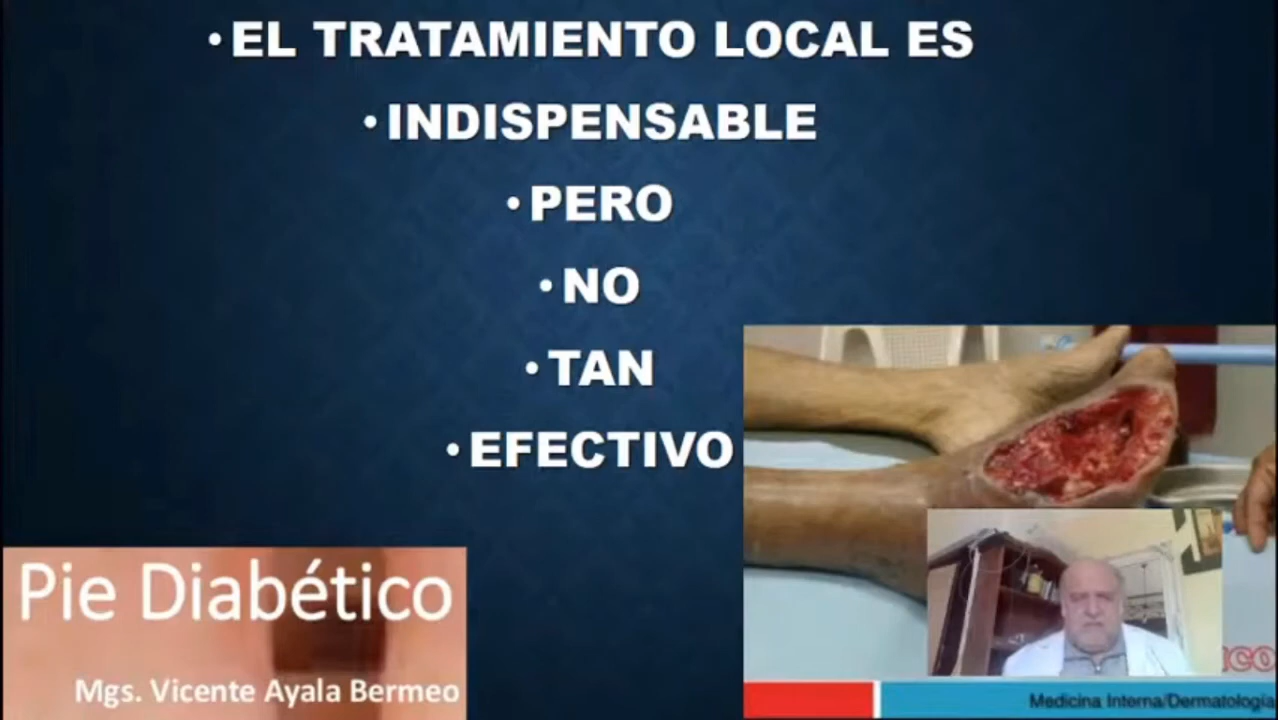 • EL TRATAMIENTO LOCAL ES
• INDISPENSABLE
• PERO
• NO
• TAN
• EFECTIVO
Pie Diabético
Mgs. Vicente Ayala Bermeo
Medicina Interna/Dermatología